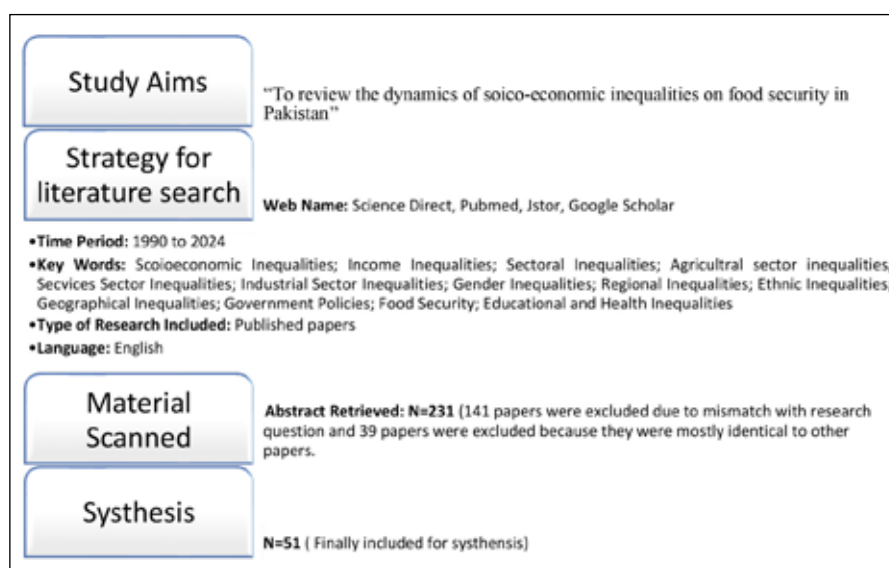 Study Aims
“To review the dynamics of soico-economic inequalities on food security in
Pakistan”
Strategy for
literature search
Web Name: Science Direct, Pubmed, Jstor, Google Scholar
•Time Period: 1990 to 2024
•Key Words: Scoioeconomic Inequalities; Income Inequalities; Sectoral Inequalities; Agricultral sector inequalities;
Secvices Sector Inequalities; Industrial Sector Inequalities; Gender Inequalities; Regional Inequalities; Ethnic Inequalities;
Geographical Inequalities; Government Policies; Food Security; Educational and Health Inequalities
•Type of Research Included: Published papers
•Language: English
Material
Scanned
Abstract Retrieved: N=231 (141 papers were excluded due to mismatch with research
question and 39 papers were excluded because they were mostly identical to other
papers.
Systhesis
N=51 ( Finally included for systhensis)